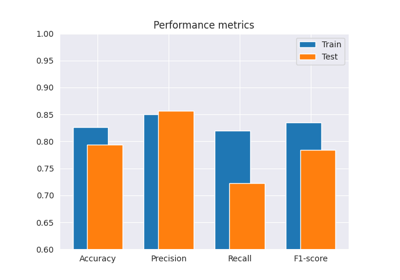 Performance metrics
1.00
0.95
0.90
0.85
0.80
0.75
0.70
0.65
0.60
Train
Test
Accuracy Precision Recall F1-score